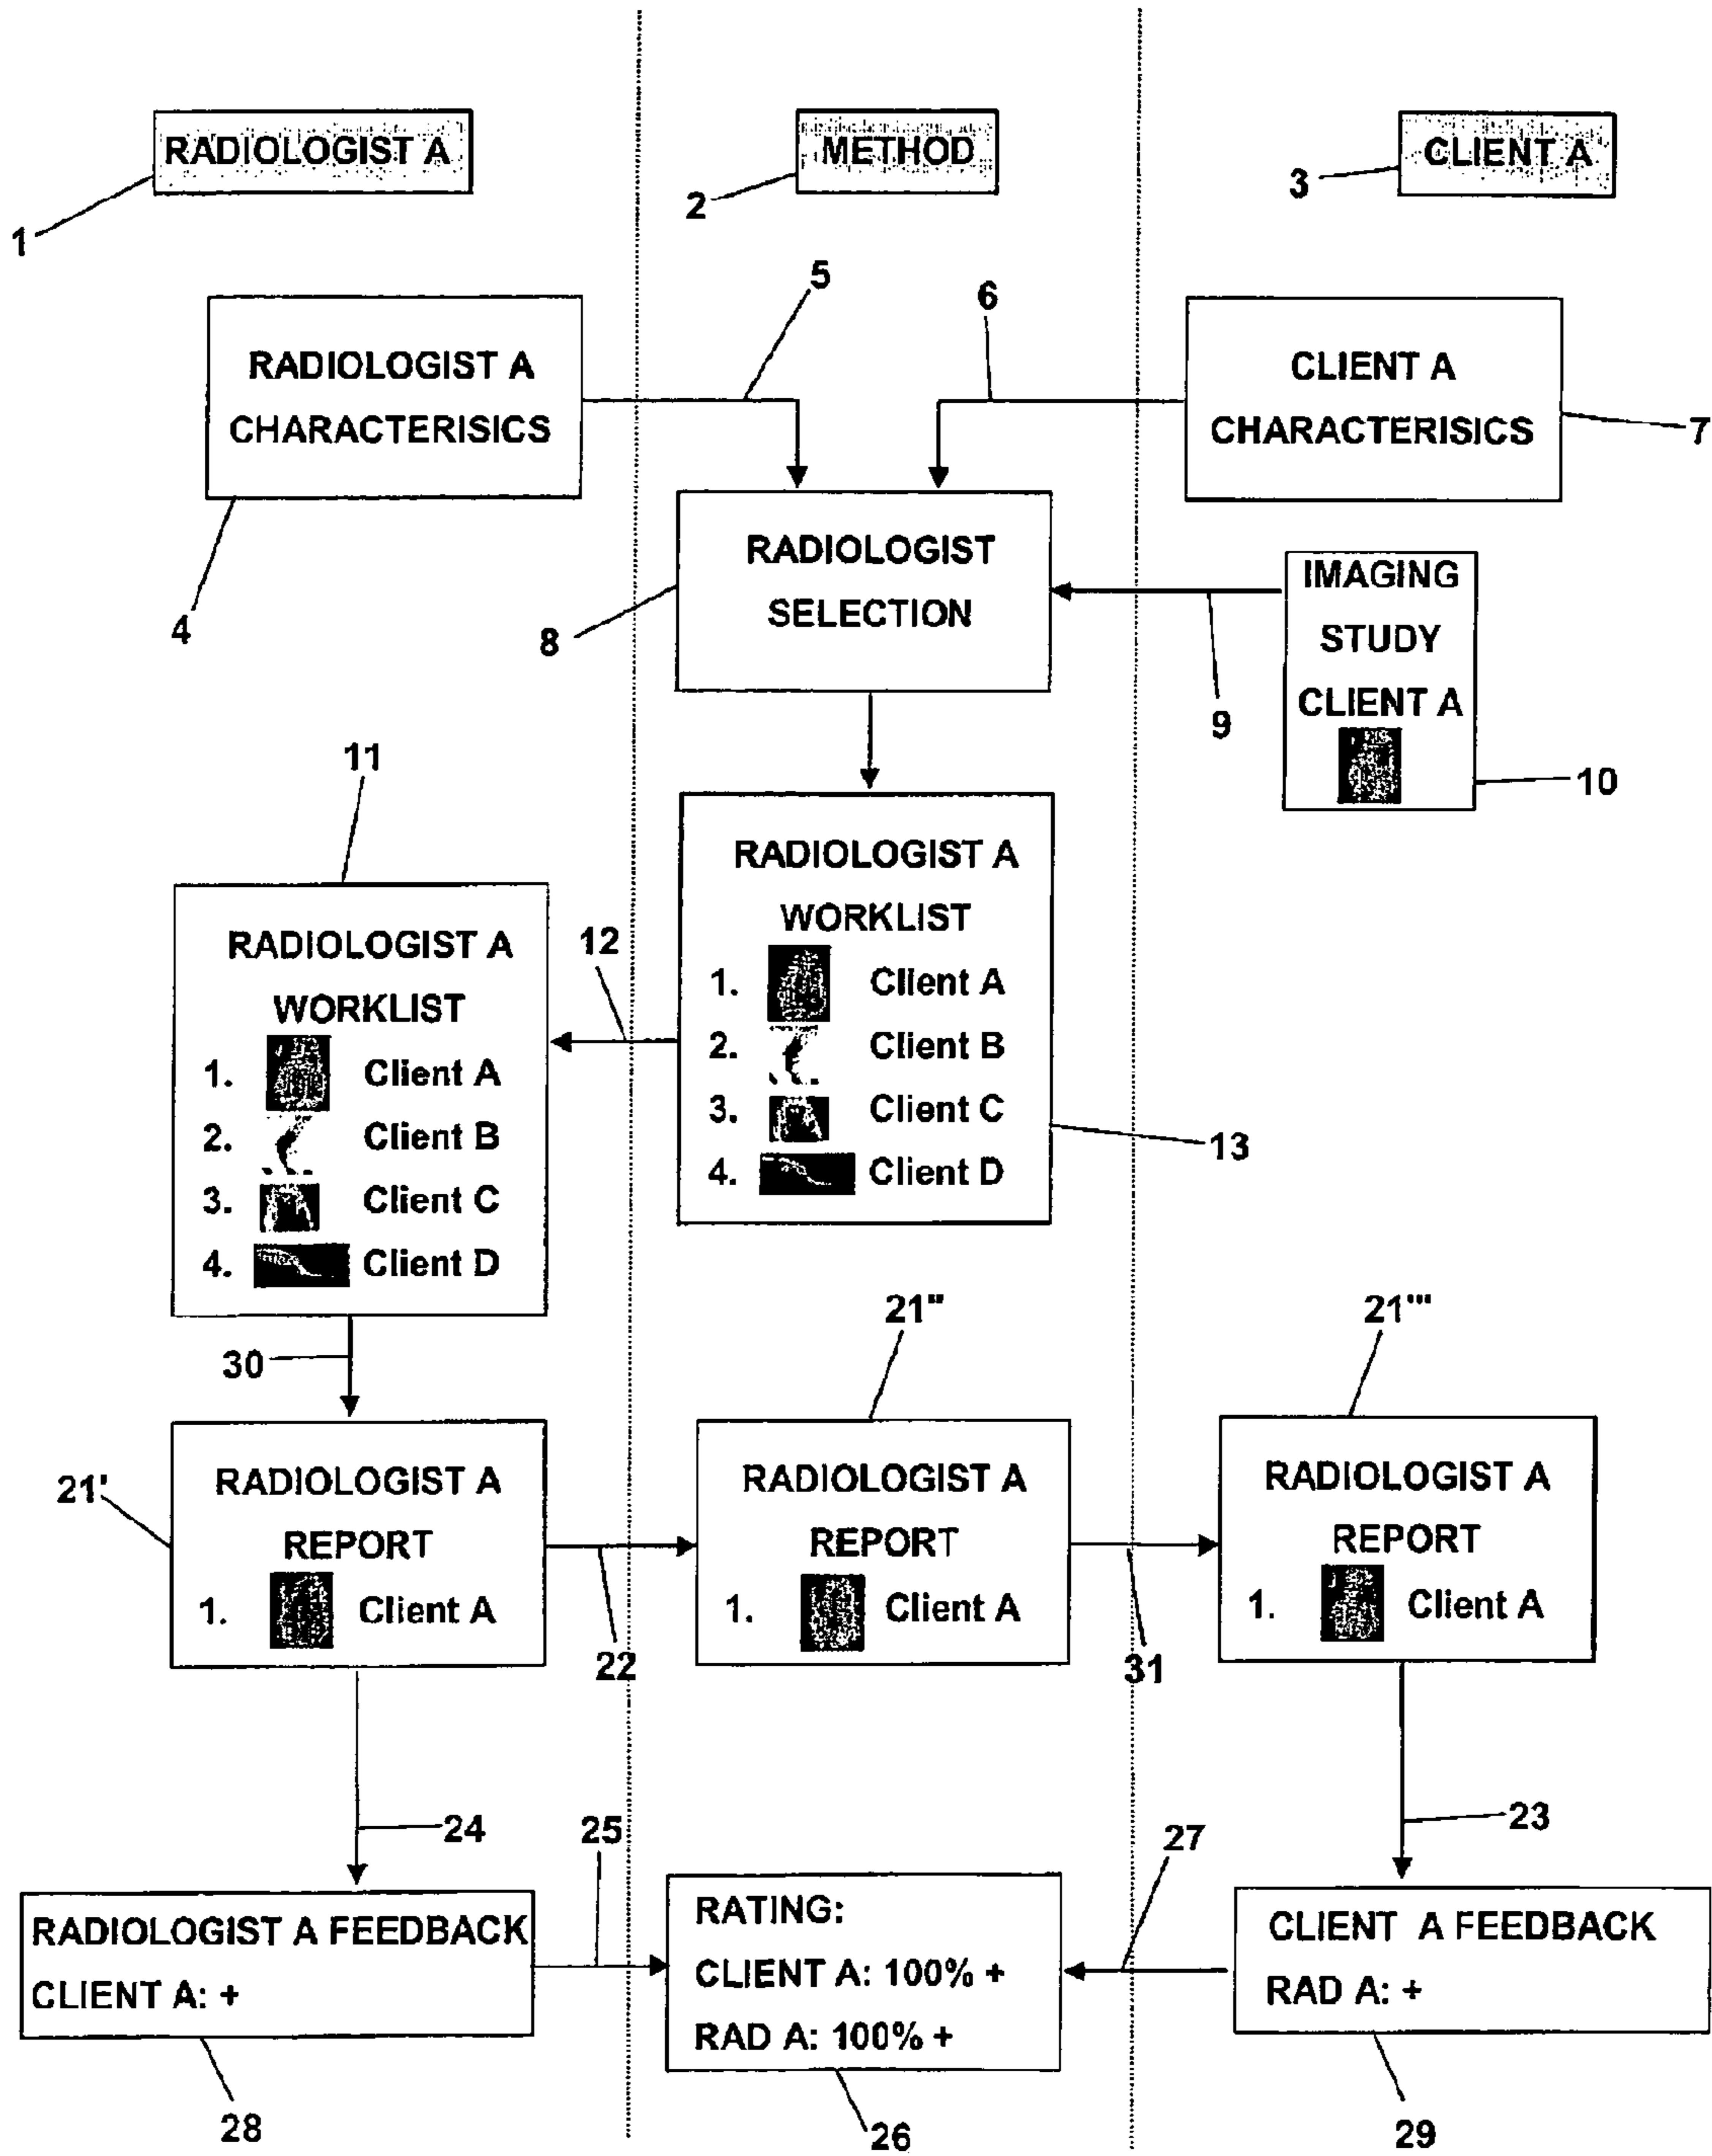 RADIOLOGIST A
METHOD
CLIENT A
1
2
3
5
6
RADIOLOGIST A
CHARACTERISICS
CLIENT A
CHARACTERISICS
7
4
RADIOLOGIST
SELECTION
8
9
IMAGING
STUDY
CLIENT A
10
11
12
RADIOLOGIST A
WORKLIST
1. Client A
2. Client B
3. Client C
4. Client D
RADIOLOGIST A
WORKLIST
1. Client A
2. Client B
3. Client C
4. Client D
13
30
21'
21"
21'"
RADIOLOGIST A
REPORT
1. Client A
22
RADIOLOGIST A
REPORT
1. Client A
31
RADIOLOGIST A
REPORT
1. Client A
24
25
27
23
RADIOLOGIST A FEEDBACK
CLIENT A: +
RATING:
CLIENT A: 100% +
RAD A: 100% +
CLIENT A FEEDBACK
RAD A: +
28
26
29